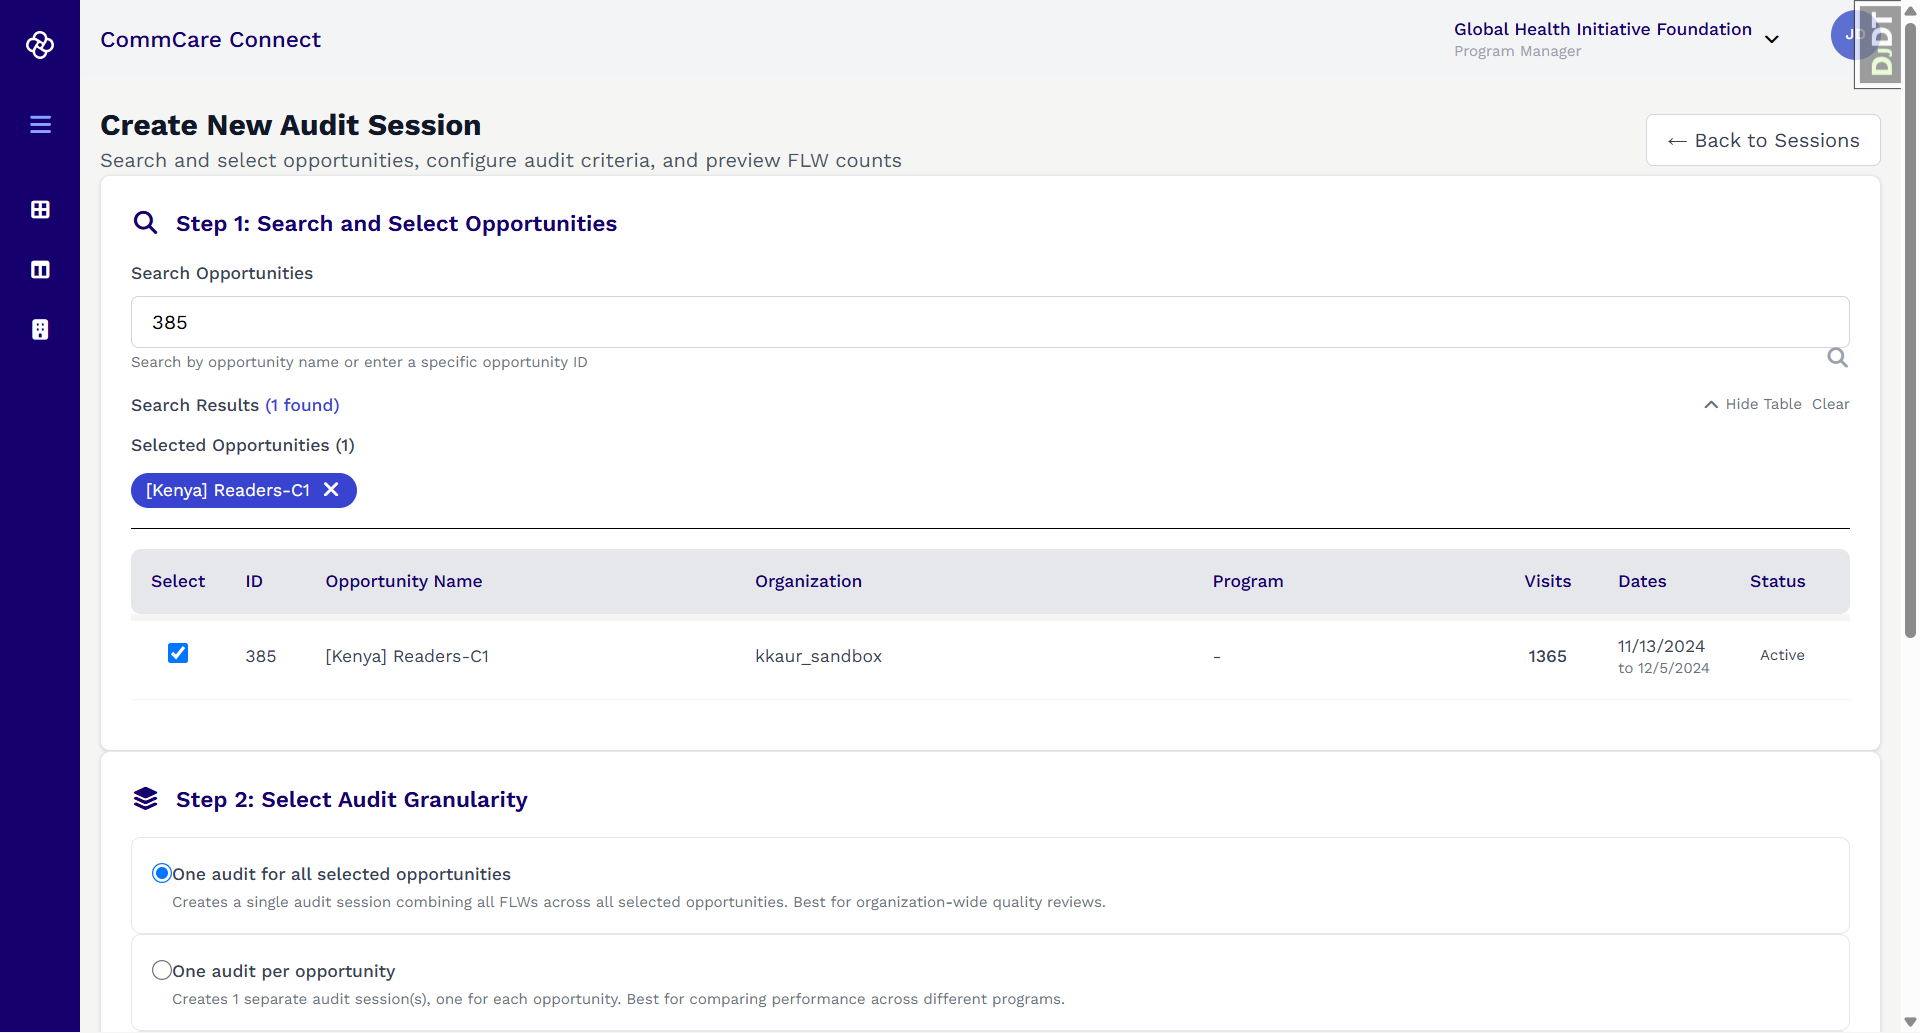 CommCare Connect
Global Health Initiative Foundation
Program Manager
JD
DJDT
Create New Audit Session
Search and select opportunities, configure audit criteria, and preview FLW counts
← Back to Sessions
Step 1: Search and Select Opportunities
Search Opportunities
385
Search by opportunity name or enter a specific opportunity ID
Search Results (1 found)
Hide Table Clear
Selected Opportunities (1)
[Kenya] Readers-C1
Select ID Opportunity Name Organization Program Visits Dates Status
385 [Kenya] Readers-C1 kkaur_sandbox - 1365 11/13/2024 Active
to 12/5/2024
Step 2: Select Audit Granularity
One audit for all selected opportunities
Creates a single audit session combining all FLWs across all selected opportunities. Best for organization-wide quality reviews.
One audit per opportunity
Creates 1 separate audit session(s), one for each opportunity. Best for comparing performance across different programs.